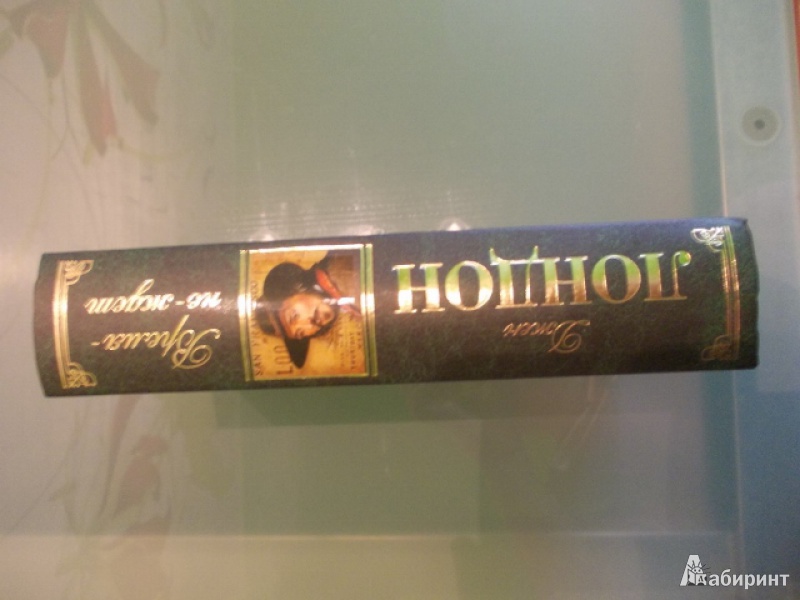 Джек
ЛОНДОН
Время-
не-ждет
Лабиринт